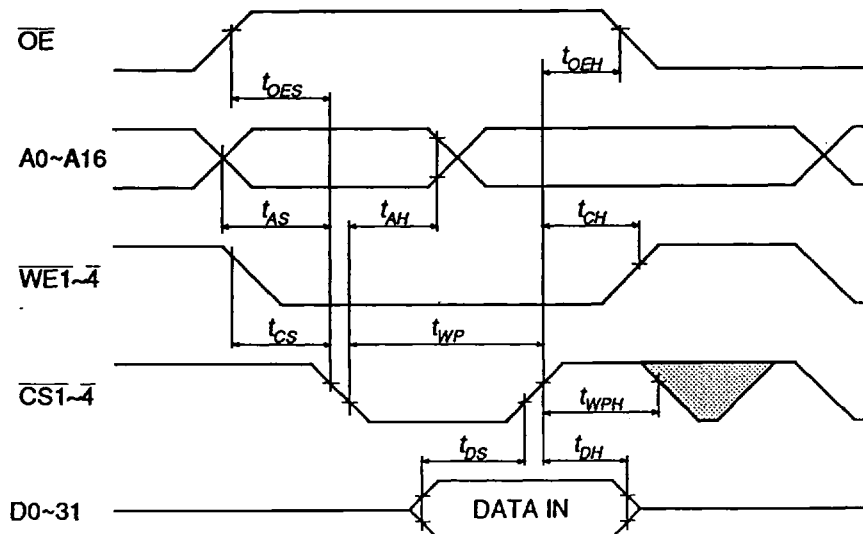 OE
tOES
tOEH
A0~A16
tAS
tAH
tCH
WE1~4
tCS
tWP
CS1~4
tWPH
tDS
tDH
D0~31
DATA IN